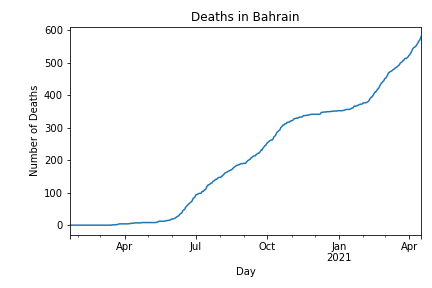 Deaths in Bahrain
600
500
400
300
200
100
0
Number of Deaths
Apr
Jul
Oct
Jan
2021
Apr
Day